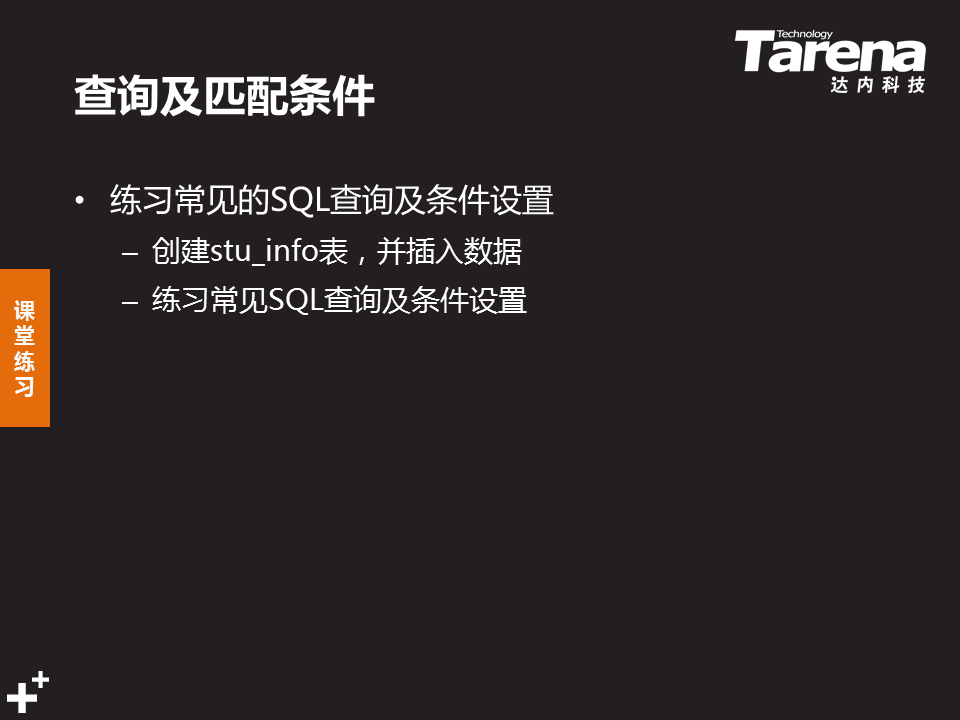 Technology
Tarena
达内科技
查询及匹配条件
• 练习常见的SQL查询及条件设置
– 创建stu_info表，并插入数据
– 练习常见SQL查询及条件设置
课
堂
练
习